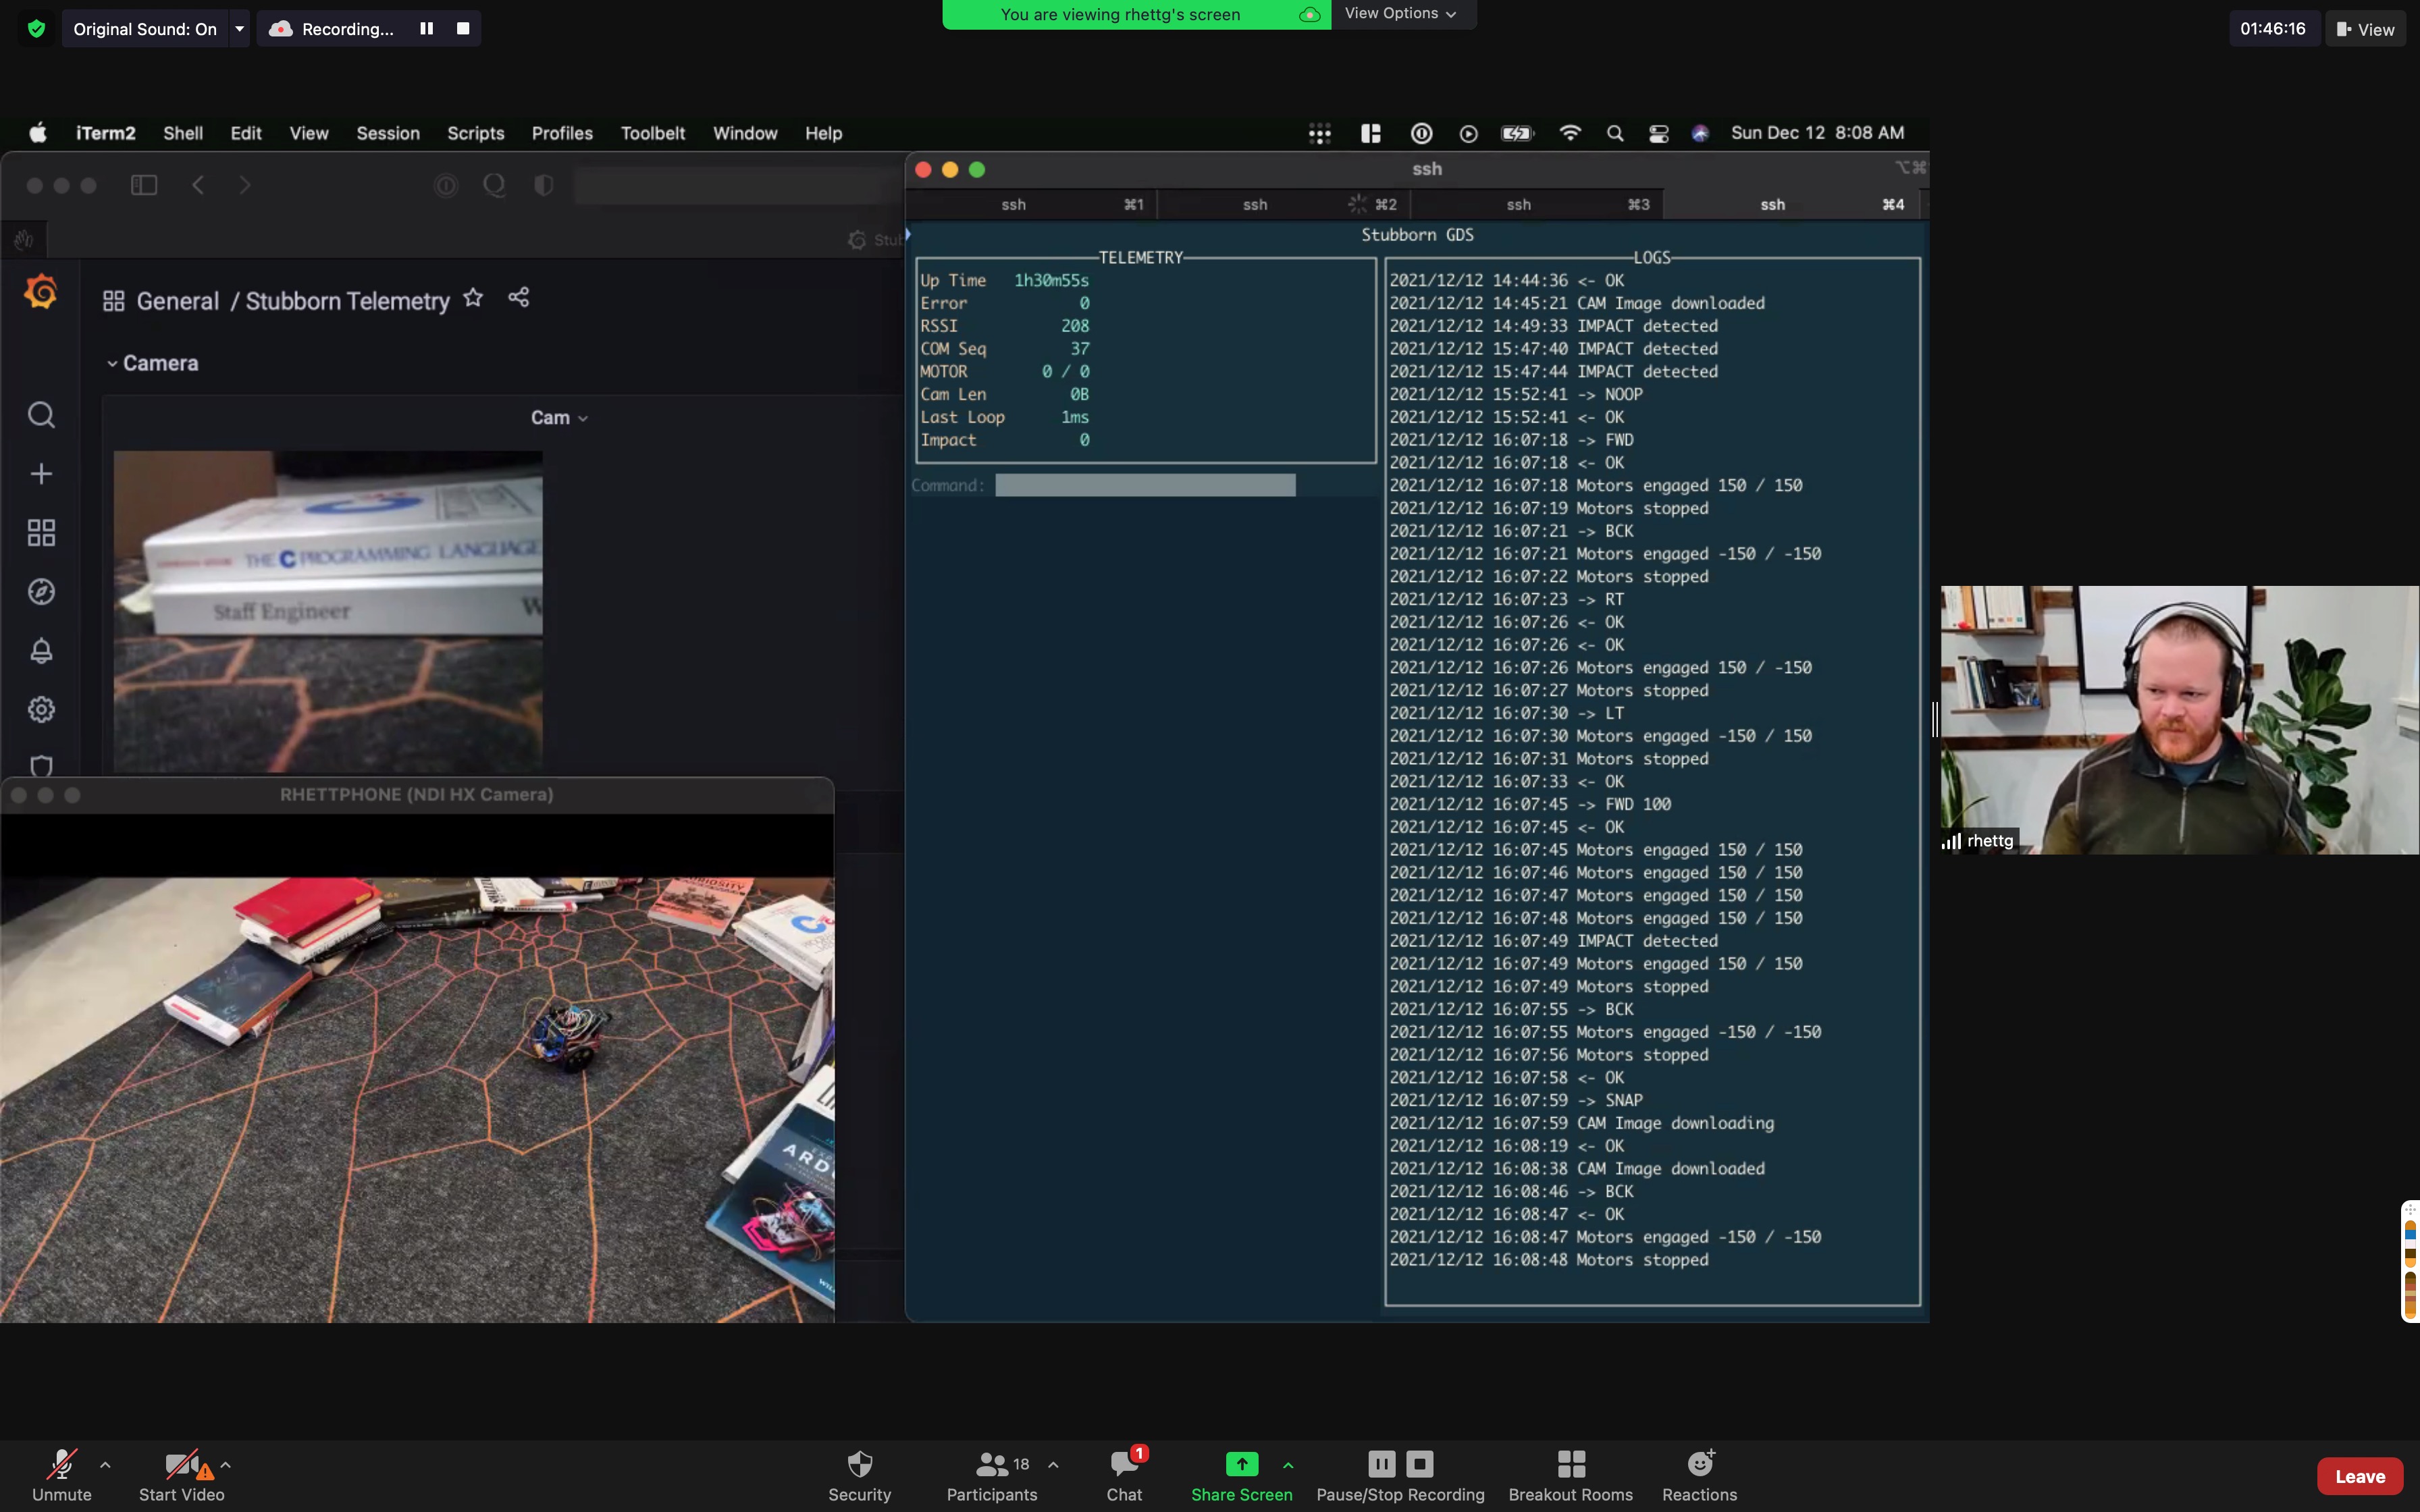 Original Sound: On
Recording...
You are viewing rhettg's screen
View Options
01:46:16
View
iTerm2 Shell Edit View Session Scripts Profiles Toolbelt Window Help
Sun Dec 12 8:08 AM
ssh
⌥⌘
ssh ⌘1 ssh ⌘2 ssh ⌘3 ssh ⌘4
Stub
General / Stubborn Telemetry
Camera
Cam
THE C PROGRAMMING LANGUAGE
Staff Engineer
W
RHETTPHONE (NDI HX Camera)
ARD
Stubborn GDS
TELEMETRY
Up Time 1h30m55s
Error 0
RSSI 208
COM Seq 37
MOTOR 0 / 0
Cam Len 0B
Last Loop 1ms
Impact 0
Command:
LOGS
2021/12/12 14:44:36 <- OK
2021/12/12 14:45:21 CAM Image downloaded
2021/12/12 14:49:33 IMPACT detected
2021/12/12 15:47:40 IMPACT detected
2021/12/12 15:47:44 IMPACT detected
2021/12/12 15:52:41 -> NOOP
2021/12/12 15:52:41 <- OK
2021/12/12 16:07:18 -> FWD
2021/12/12 16:07:18 <- OK
2021/12/12 16:07:18 Motors engaged 150 / 150
2021/12/12 16:07:19 Motors stopped
2021/12/12 16:07:21 -> BCK
2021/12/12 16:07:21 Motors engaged -150 / -150
2021/12/12 16:07:22 Motors stopped
2021/12/12 16:07:23 -> RT
2021/12/12 16:07:26 <- OK
2021/12/12 16:07:26 <- OK
2021/12/12 16:07:26 Motors engaged 150 / -150
2021/12/12 16:07:27 Motors stopped
2021/12/12 16:07:30 -> LT
2021/12/12 16:07:30 Motors engaged -150 / 150
2021/12/12 16:07:31 Motors stopped
2021/12/12 16:07:33 <- OK
2021/12/12 16:07:45 -> FWD 100
2021/12/12 16:07:45 <- OK
2021/12/12 16:07:45 Motors engaged 150 / 150
2021/12/12 16:07:46 Motors engaged 150 / 150
2021/12/12 16:07:47 Motors engaged 150 / 150
2021/12/12 16:07:48 Motors engaged 150 / 150
2021/12/12 16:07:49 IMPACT detected
2021/12/12 16:07:49 Motors engaged 150 / 150
2021/12/12 16:07:49 Motors stopped
2021/12/12 16:07:55 -> BCK
2021/12/12 16:07:55 Motors engaged -150 / -150
2021/12/12 16:07:56 Motors stopped
2021/12/12 16:07:58 <- OK
2021/12/12 16:07:59 -> SNAP
2021/12/12 16:07:59 CAM Image downloading
2021/12/12 16:08:19 <- OK
2021/12/12 16:08:38 CAM Image downloaded
2021/12/12 16:08:46 -> BCK
2021/12/12 16:08:47 <- OK
2021/12/12 16:08:47 Motors engaged -150 / -150
2021/12/12 16:08:48 Motors stopped
rhettg
Unmute
Start Video
Security
18
Participants
1
Chat
Share Screen
Pause/Stop Recording
Breakout Rooms
Reactions
Leave